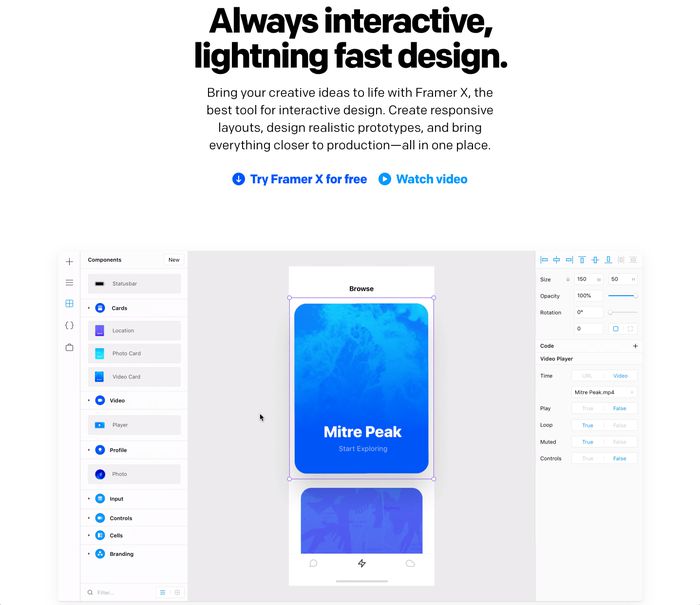 Always interactive,
lightning fast design.
Bring your creative ideas to life with Framer X, the
best tool for interactive design. Create responsive
layouts, design realistic prototypes, and bring
everything closer to production—all in one place.
Try Framer X for free
Watch video
Components
New
Statusbar
Cards
Location
Photo Card
Video Card
Video
Player
Profile
Photo
Input
Controls
Cells
Branding
Filter...
Browse
Mitre Peak
Start Exploring
Size 150 W 50 H
Opacity 100%
Rotation 0°
0
Code
Video Player
Time URL Video
Mitre Peak.mp4
Play True False
Loop True False
Muted True False
Controls True False